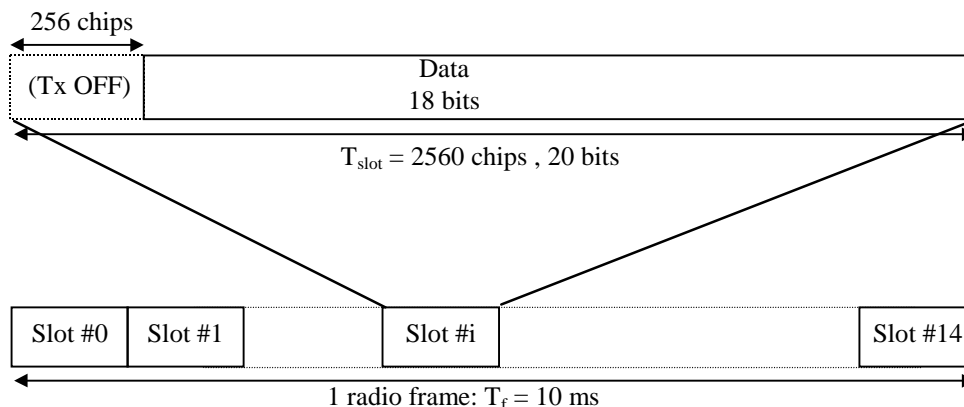 256 chips
(Tx OFF)
Data
18 bits
T_slot = 2560 chips , 20 bits
Slot #0
Slot #1
Slot #i
Slot #14
1 radio frame: T_f = 10 ms